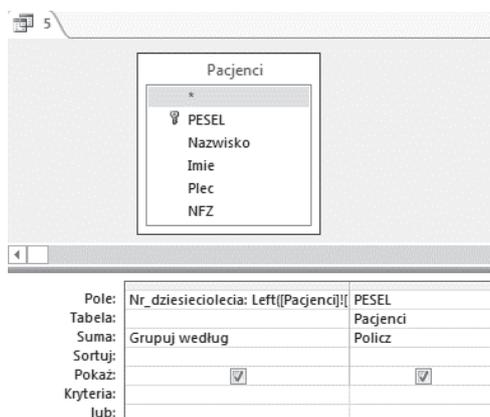 5
Pacjenci
*
PESEL
Nazwisko
Imie
Plec
NFZ
Pole: Nr_dziesieciolecia: Left([Pacjenci]![ PESEL
Tabela: Pacjenci
Suma: Grupuj według Policz
Sortuj:
Pokaż:
Kryteria:
lub: